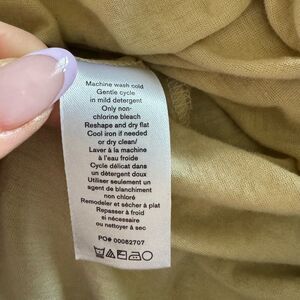 Machine wash cold
Gentle cycle
in mild detergent
Only non-
chlorine bleach
Reshape and dry flat
Cool iron if needed
or dry clean/
Laver à la machine
à l'eau froide
Cycle délicat dans
un détergent doux
Utiliser seulement un
agent de blanchiment
non chloré
Remodeler et sécher à plat
Repasser à froid
si nécessaire
ou nettoyer à sec
PO# 00082707